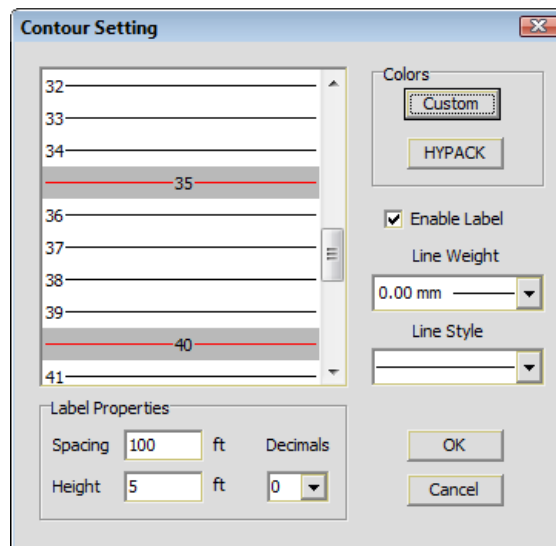 Contour Setting
32
33
34
35
36
37
38
39
40
41
Colors
Custom
HYPACK
Enable Label
Line Weight
0.00 mm
Line Style
Label Properties
Spacing 100 ft Decimals
Height 5 ft 0
OK
Cancel